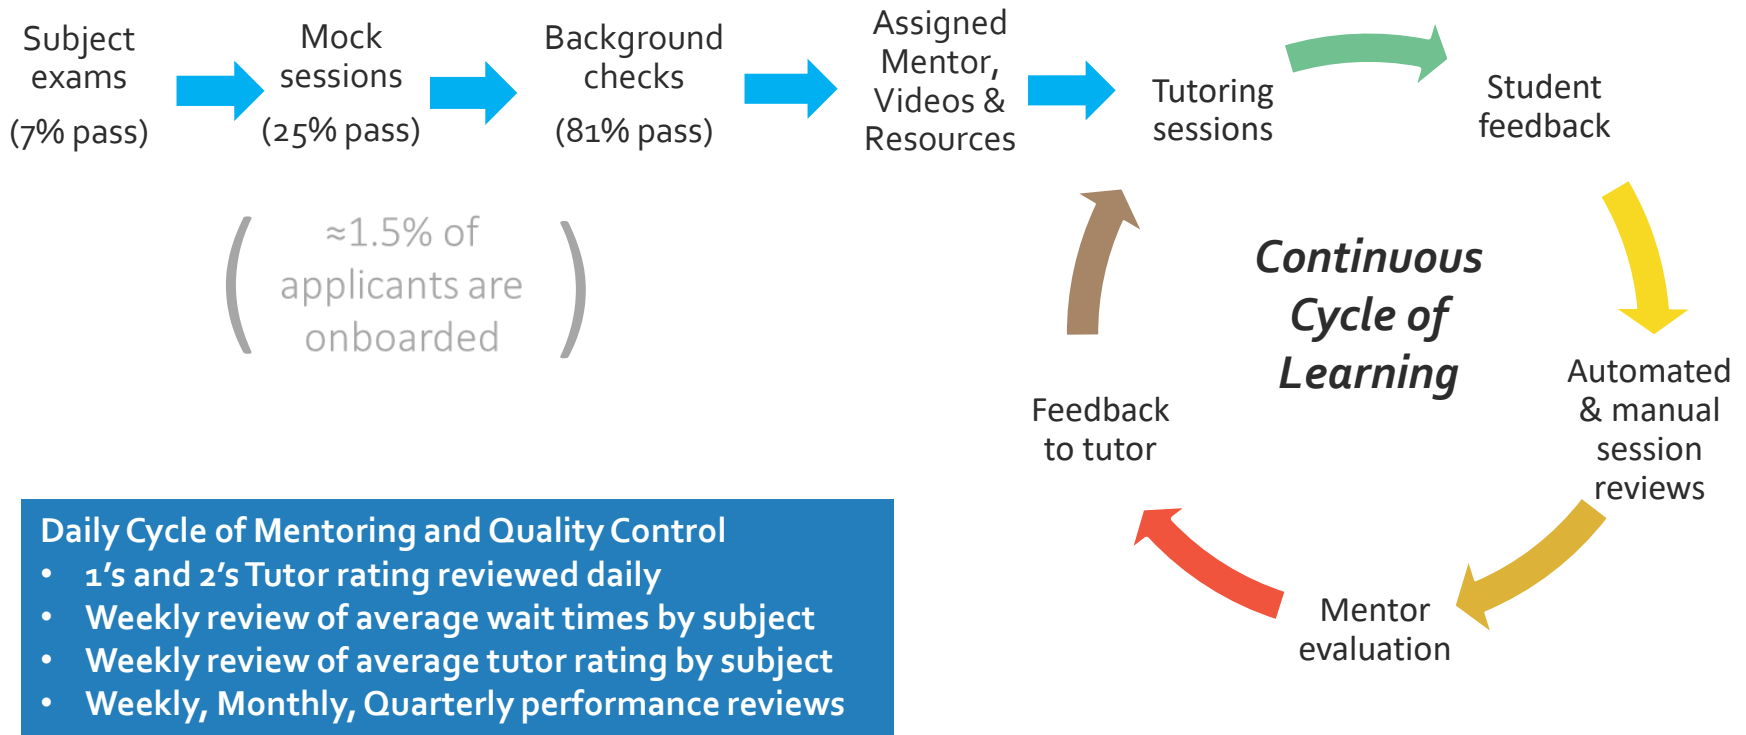 Subject
exams
(7% pass)
Mock
sessions
(25% pass)
Background
checks
(81% pass)
Assigned
Mentor,
Videos &
Resources
Tutoring
sessions
Student
feedback
Automated
& manual
session
reviews
Mentor
evaluation
Feedback
to tutor
Continuous
Cycle of
Learning
(≈1.5% of
applicants are
onboarded)
Daily Cycle of Mentoring and Quality Control
• 1's and 2's Tutor rating reviewed daily
• Weekly review of average wait times by subject
• Weekly review of average tutor rating by subject
• Weekly, Monthly, Quarterly performance reviews